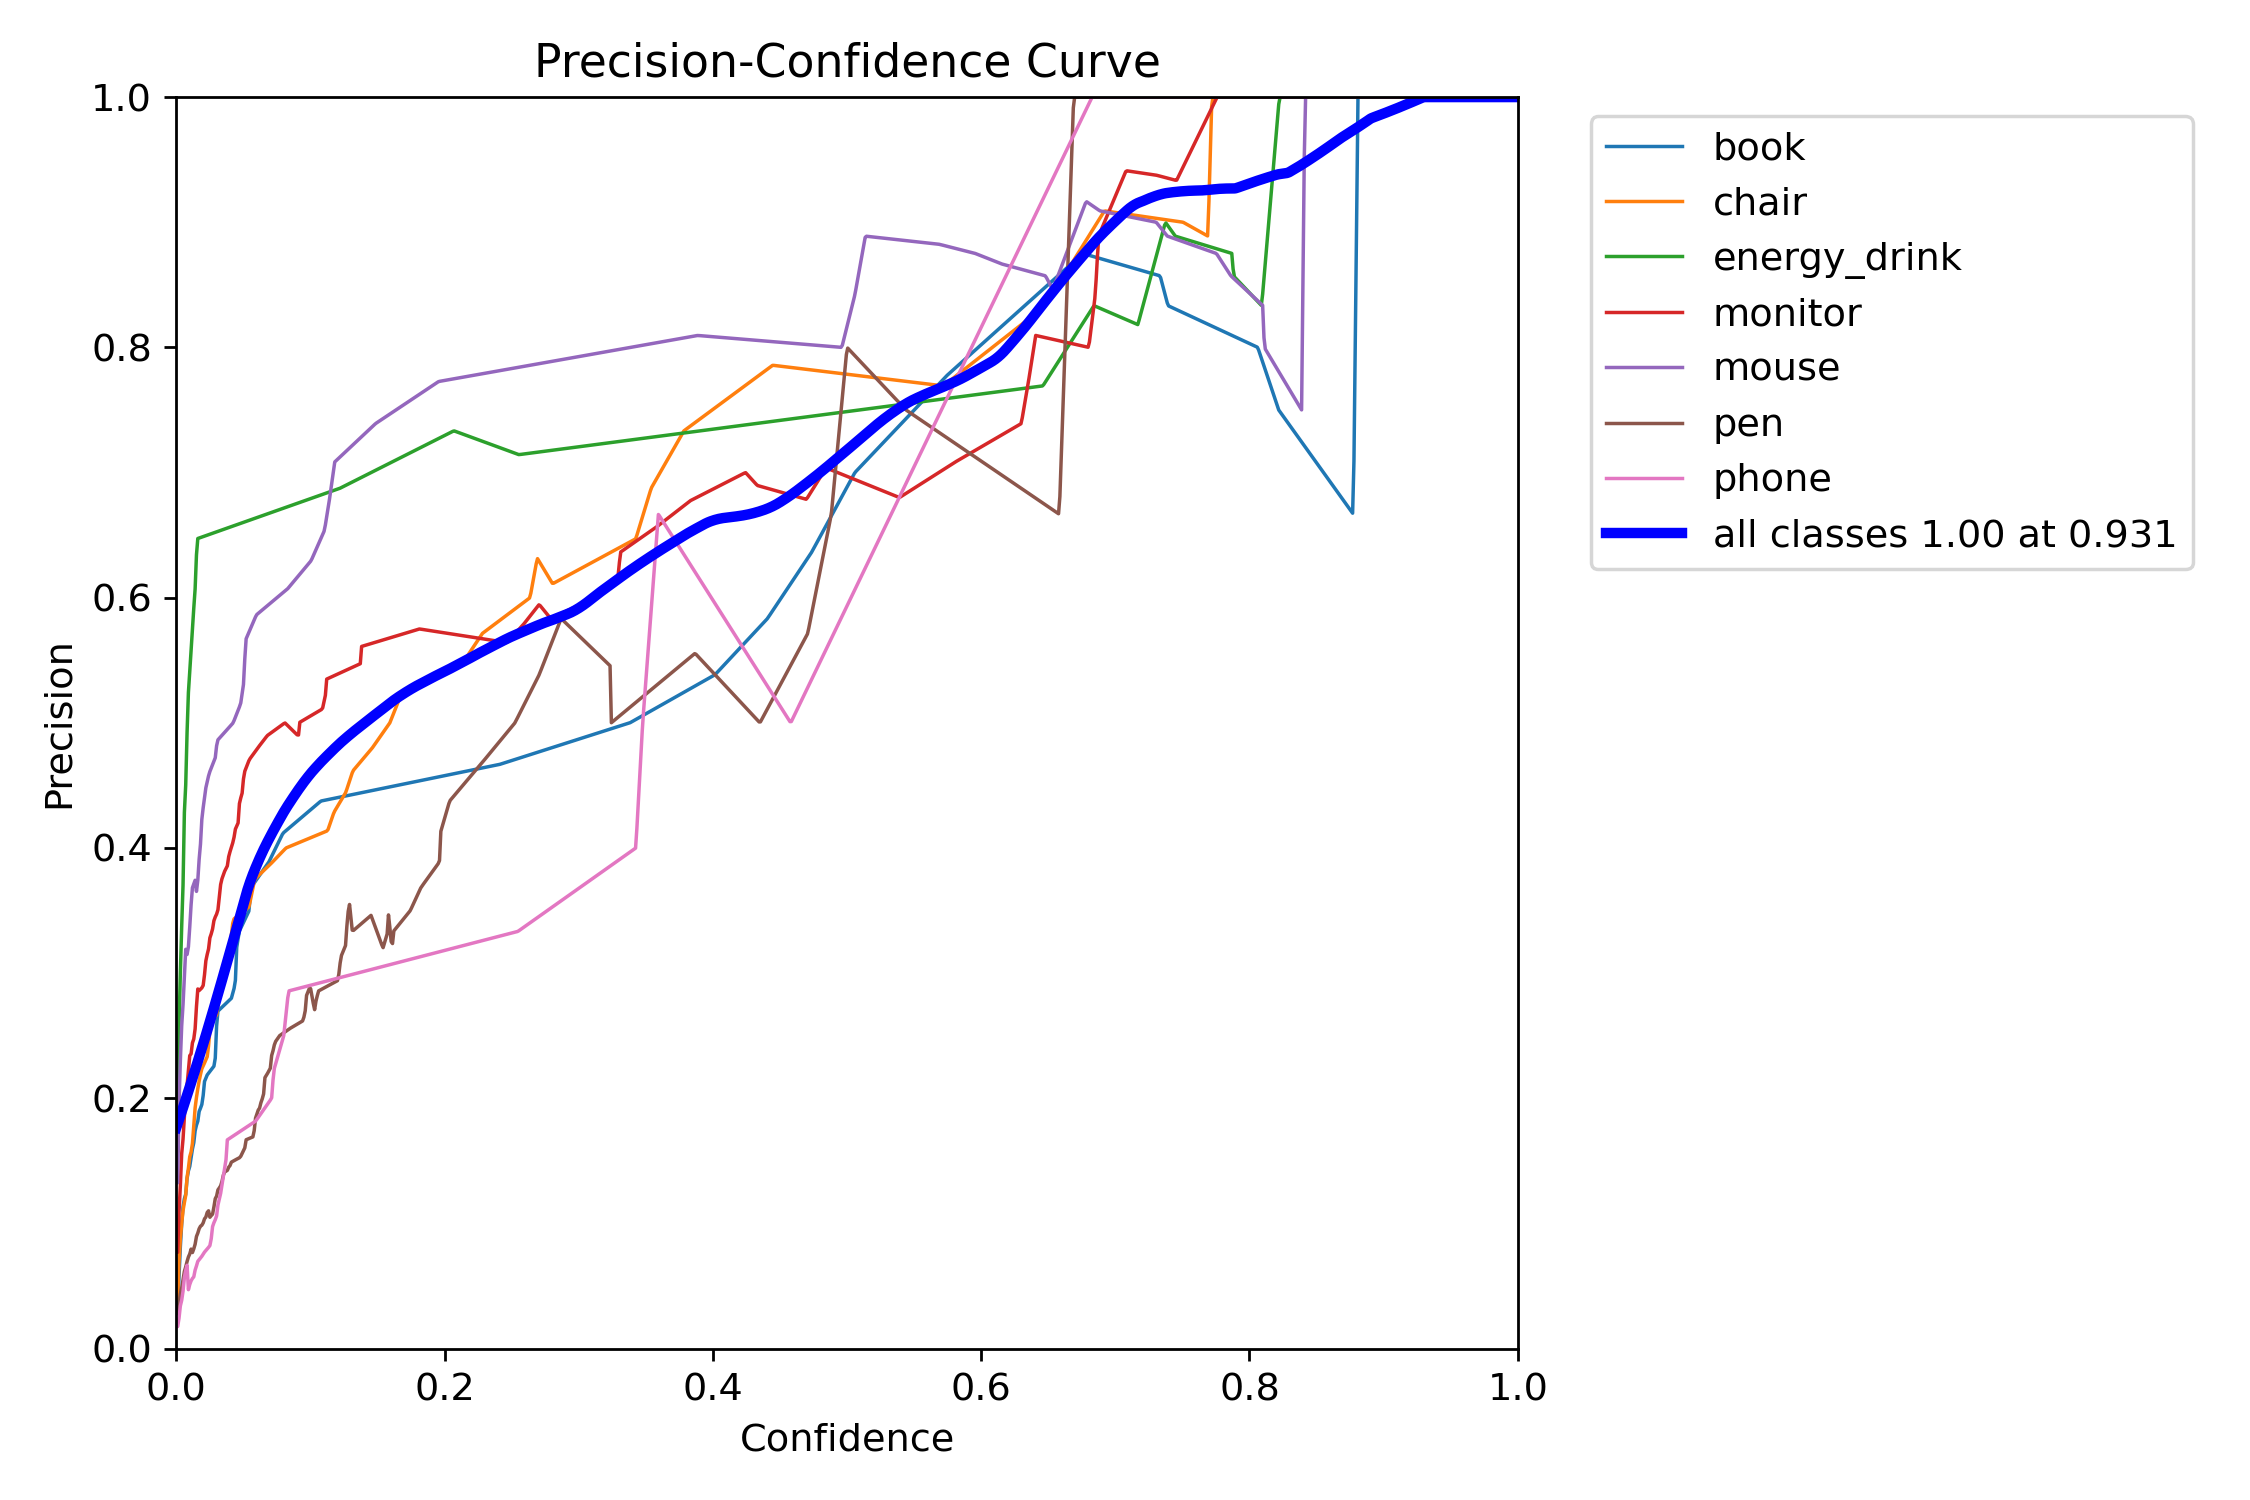 Precision-Confidence Curve
1.0
0.8
0.6
0.4
0.2
0.0
Precision
0.0 0.2 0.4 0.6 0.8 1.0
Confidence
book
chair
energy_drink
monitor
mouse
pen
phone
all classes 1.00 at 0.931